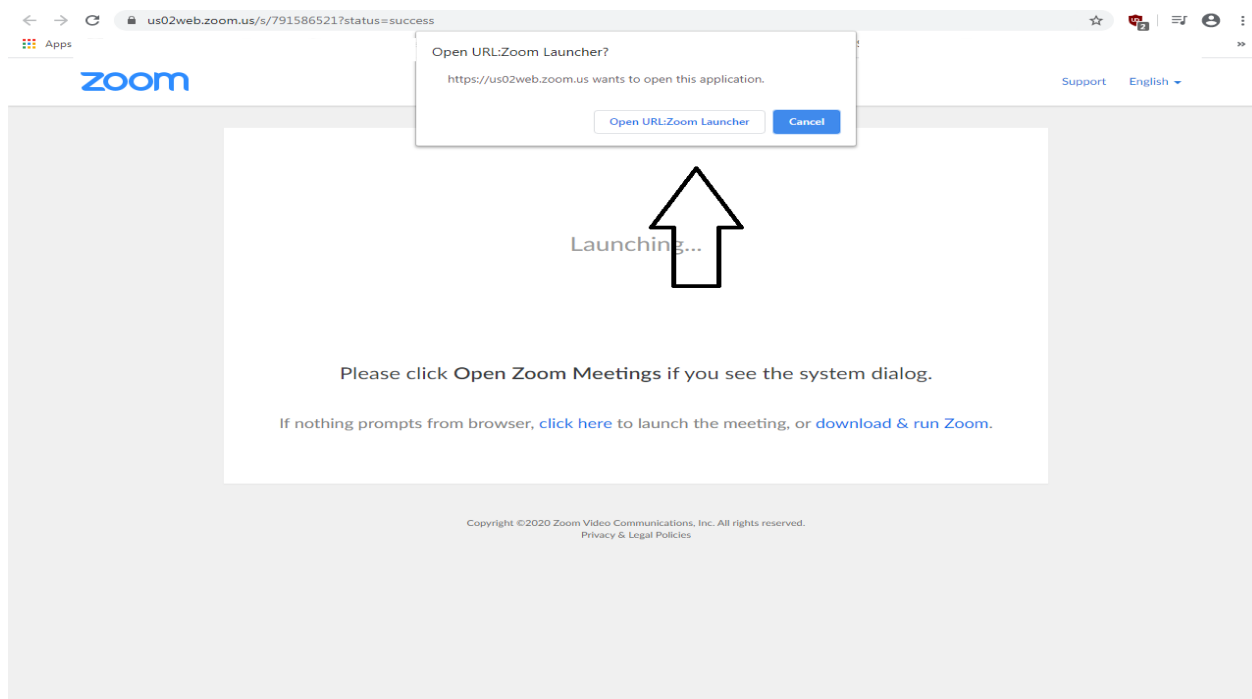 us02web.zoom.us/s/791586521?status=success
Apps
Open URL:Zoom Launcher?
https://us02web.zoom.us wants to open this application.
Open URL:Zoom Launcher Cancel
zoom
Support English
2
Launching...
Please click Open Zoom Meetings if you see the system dialog.
If nothing prompts from browser, click here to launch the meeting, or download & run Zoom.
Copyright ©2020 Zoom Video Communications, Inc. All rights reserved.
Privacy & Legal Policies